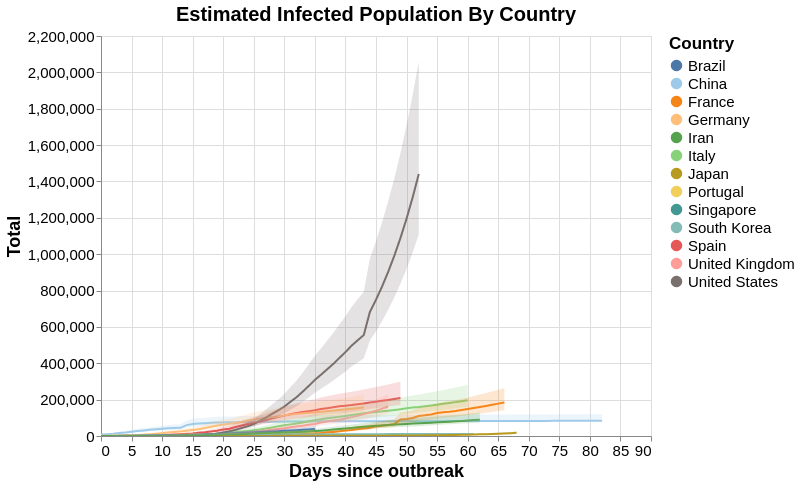 Estimated Infected Population By Country
Total
2,200,000
2,000,000
1,800,000
1,600,000
1,400,000
1,200,000
1,000,000
800,000
600,000
400,000
200,000
0
0 5 10 15 20 25 30 35 40 45 50 55 60 65 70 75 80 85 90
Days since outbreak
Country
Brazil
China
France
Germany
Iran
Italy
Japan
Portugal
Singapore
South Korea
Spain
United Kingdom
United States